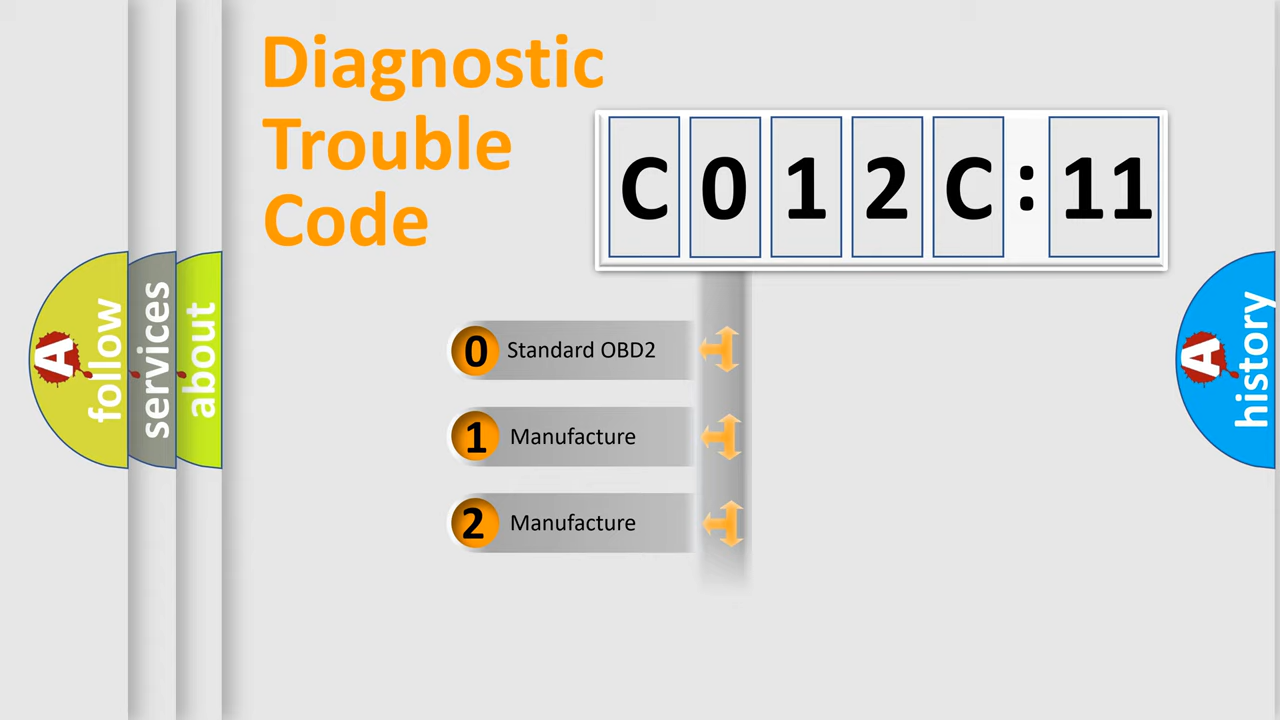 Diagnostic
Trouble
Code
C 0 1 2 C : 11
0 Standard OBD2
1 Manufacture
2 Manufacture
A follow
services
about
A history